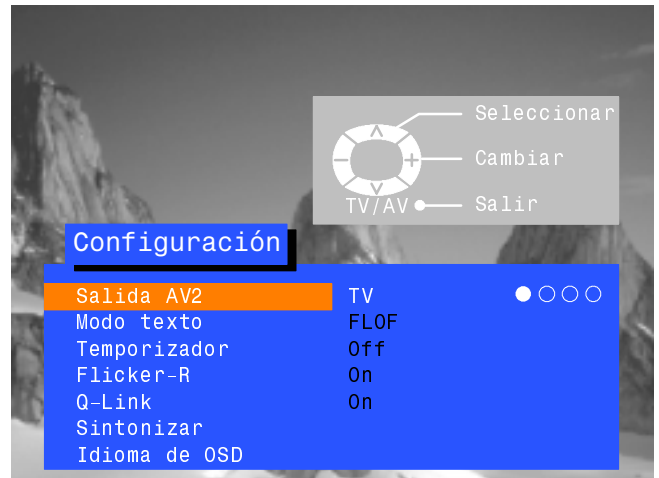 Seleccionar
Cambiar
TV/AV Salir
Configuración
Salida AV2 TV
Modo texto FLOF
Temporizador Off
Flicker-R On
Q-Link On
Sintonizar
Idioma de OSD